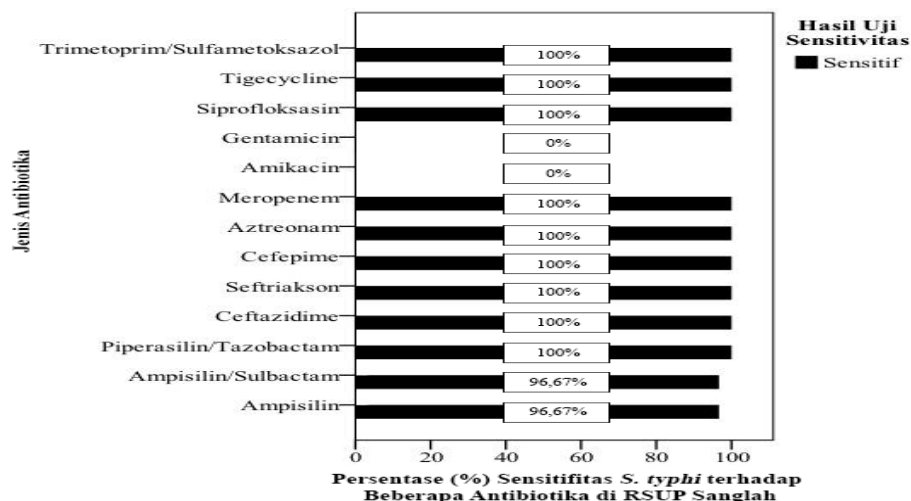 Hasil Uji
Sensitivitas
Sensitif
Jenis Antibiotika
Trimetoprim/Sulfametoksazol
100%
Tigecycline
100%
Siprofloksasin
100%
Gentamicin
0%
Amikacin
0%
Meropenem
100%
Aztreonam
100%
Cefepime
100%
Seftriakson
100%
Ceftazidime
100%
Piperasilin/Tazobactam
100%
Ampisilin/Sulbactam
96,67%
Ampisilin
96,67%
0 20 40 60 80 100
Persentase (%) Sensitifitas S. typhi terhadap
Beberapa Antibiotika di RSUP Sanglah